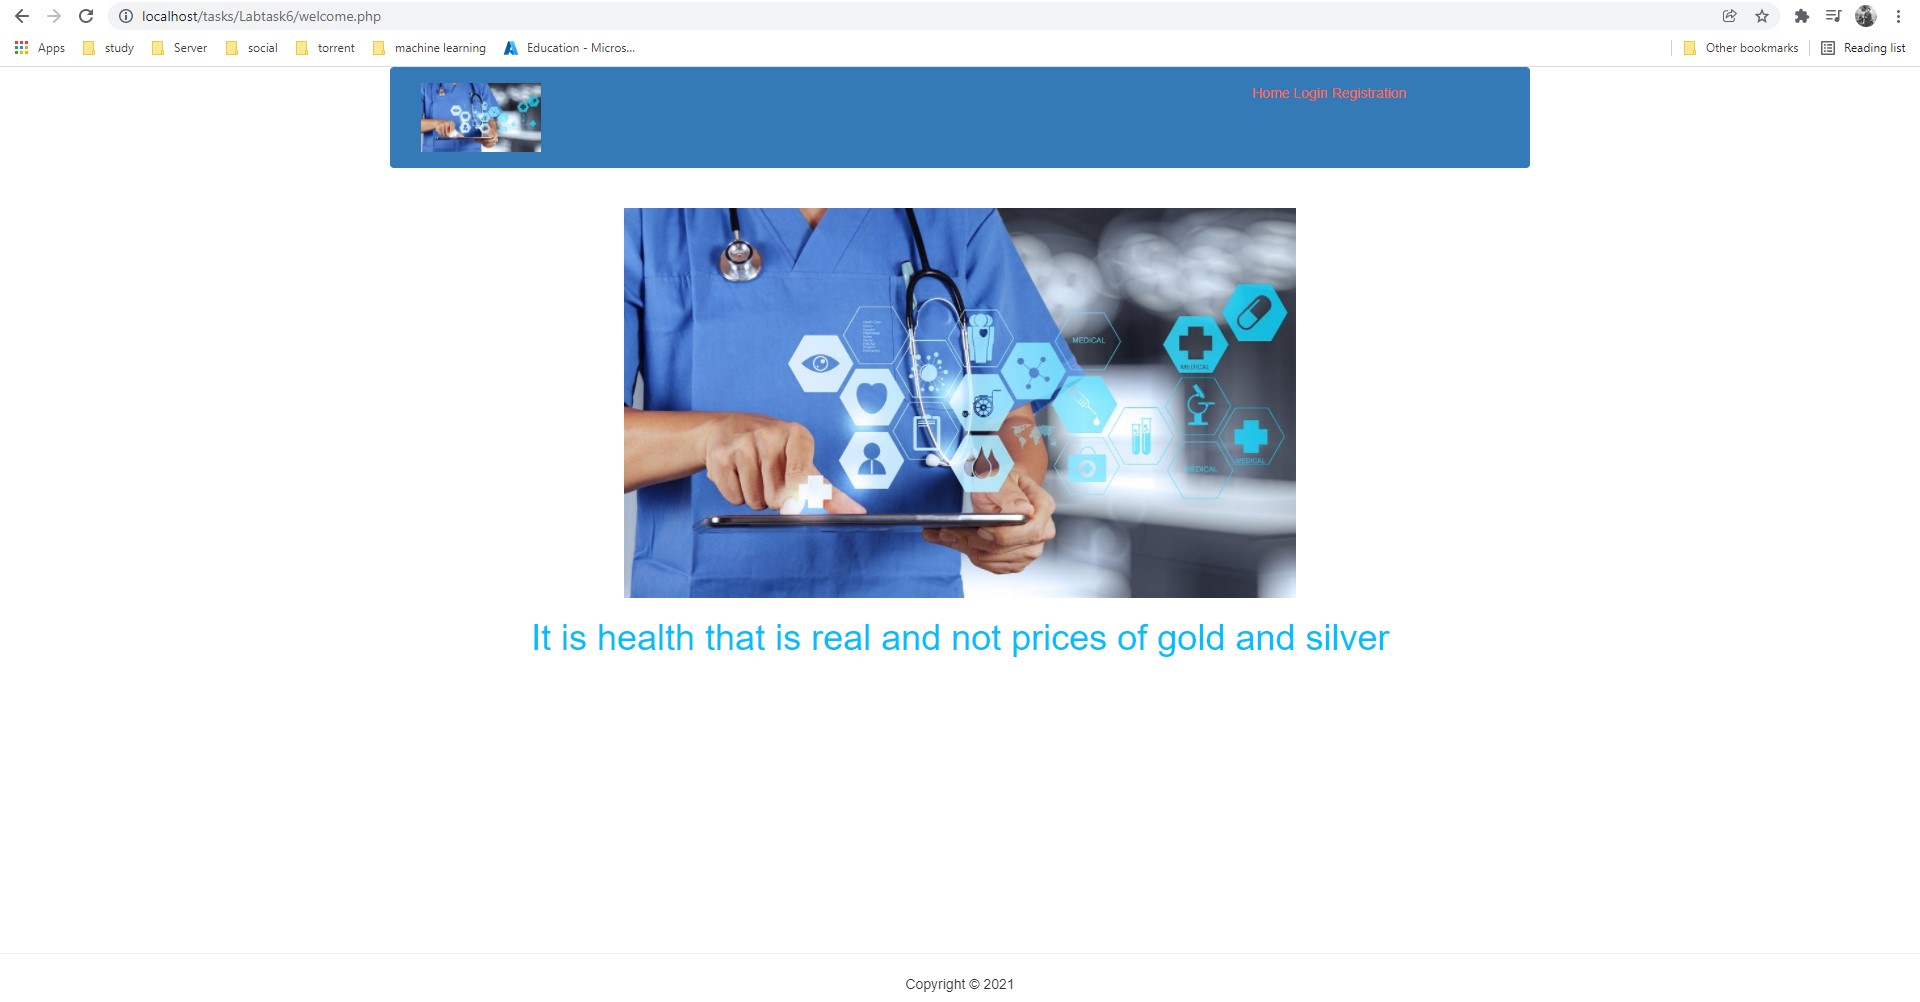 localhost/tasks/Labtask6/welcome.php
Apps study Server social torrent machine learning Education - Micros... Other bookmarks Reading list
Home Login Registration
MEDICAL
MEDICAL
MEDICAL
MEDICAL
It is health that is real and not prices of gold and silver
Copyright © 2021